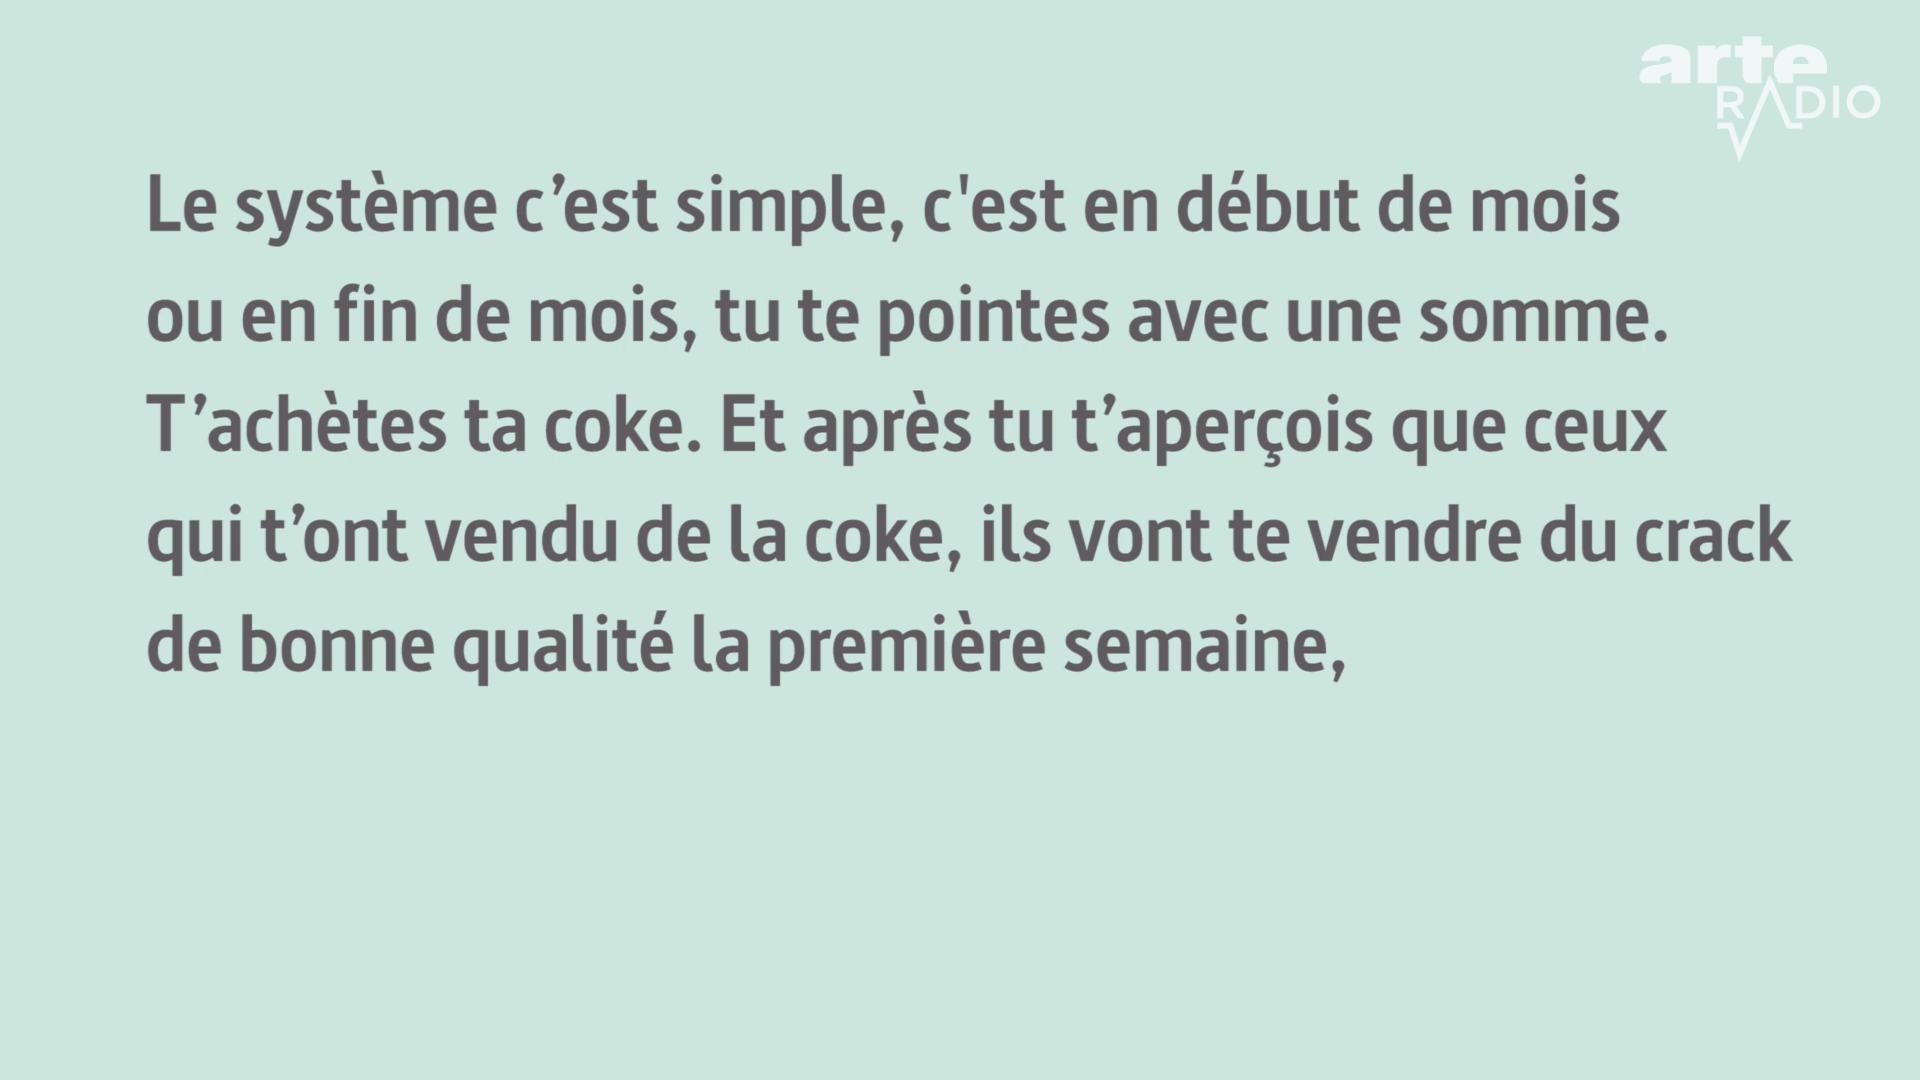 arte
RADIO
Le système c’est simple, c'est en début de mois
ou en fin de mois, tu te pointes avec une somme.
T’achètes ta coke. Et après tu t’aperçois que ceux
qui t’ont vendu de la coke, ils vont te vendre du crack
de bonne qualité la première semaine,